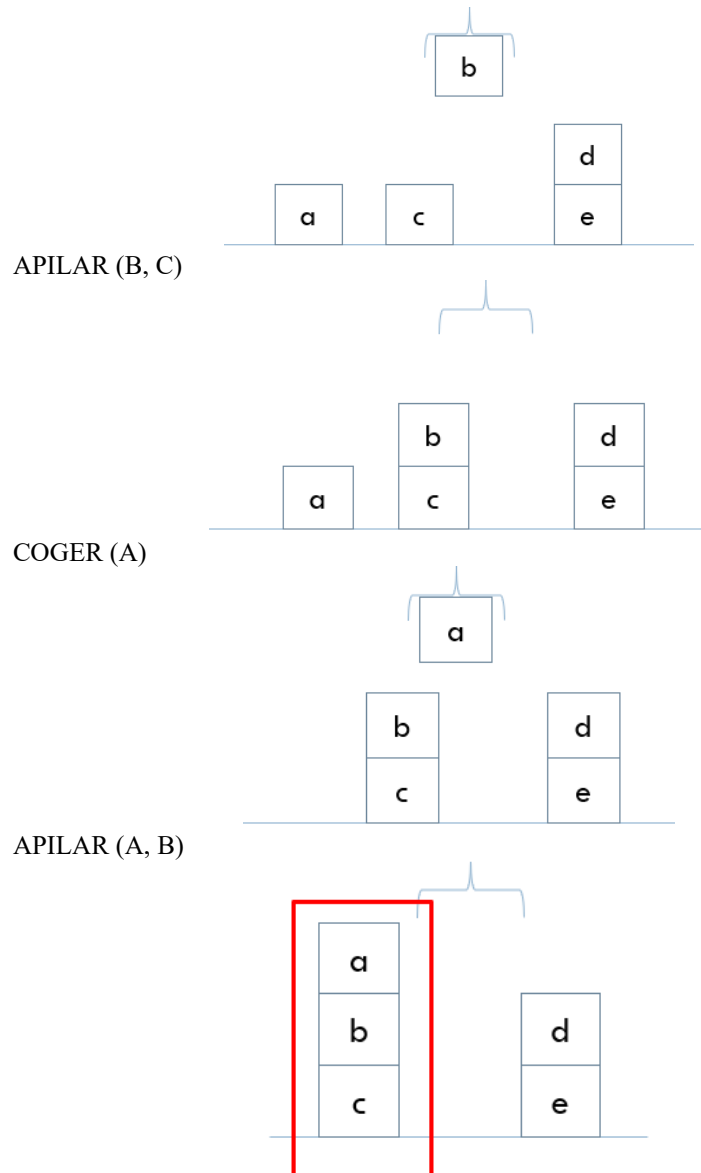 b
d
a c e
APILAR (B, C)
b d
a c e
COGER (A)
a
b d
c e
APILAR (A, B)
a
b d
c e